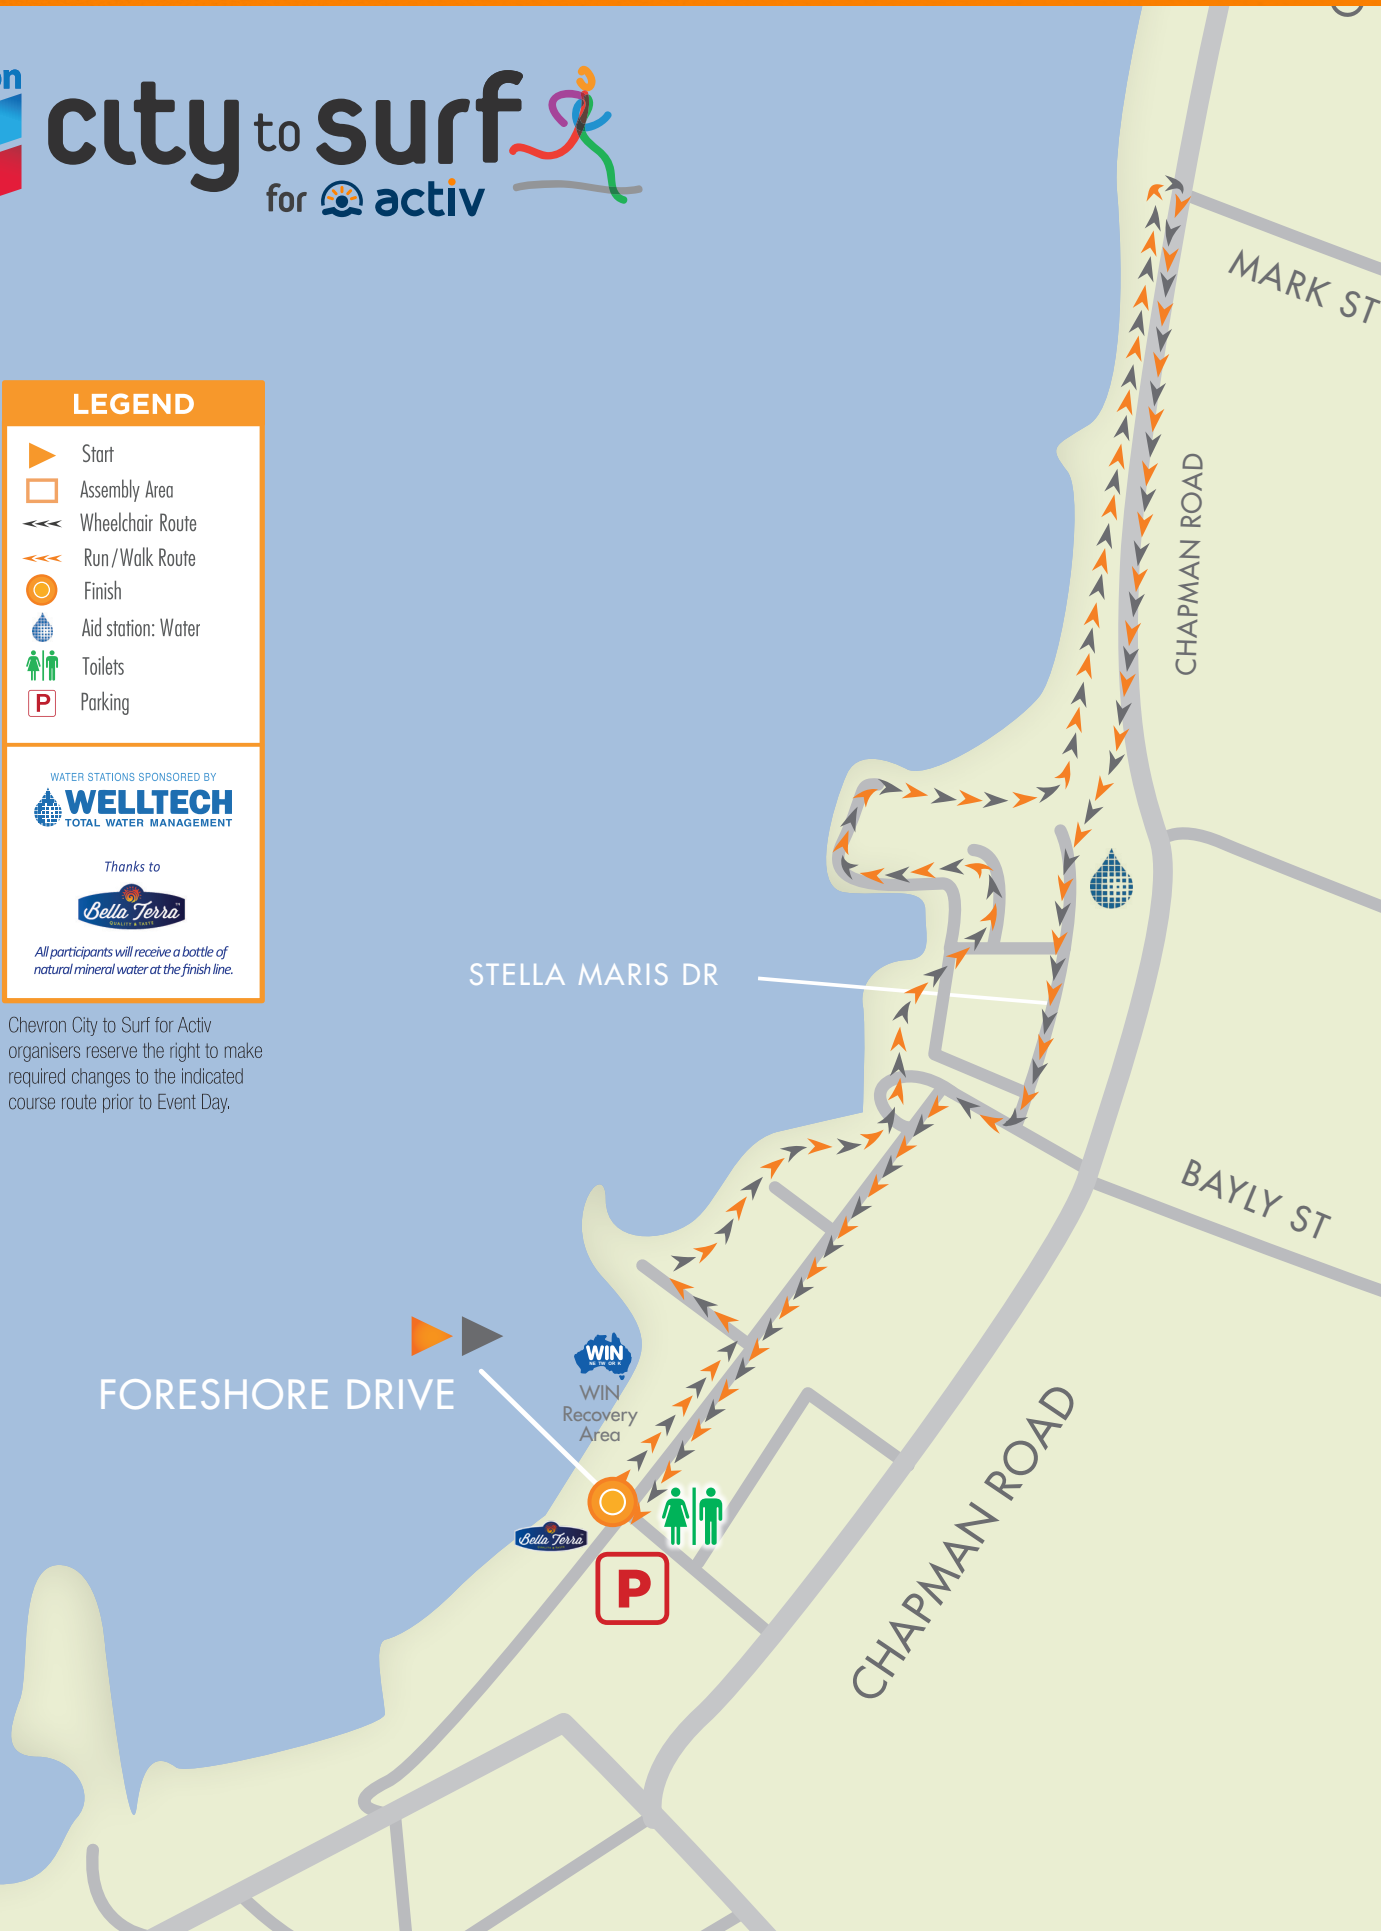 city to surf
for activ
LEGEND
Start
Assembly Area
Wheelchair Route
Run/Walk Route
Finish
Aid station: Water
Toilets
P Parking
WATER STATIONS SPONSORED BY
WELLTECH
TOTAL WATER MANAGEMENT
Thanks to
Bella Terra
QUALITY & TASTE
All participants will receive a bottle of
natural mineral water at the finish line.
Chevron City to Surf for Activ
organisers reserve the right to make
required changes to the indicated
course route prior to Event Day.
MARK ST
CHAPMAN ROAD
STELLA MARIS DR
BAYLY ST
FORESHORE DRIVE
WIN
NETWORK
WIN
Recovery
Area
Bella Terra
P
CHAPMAN ROAD